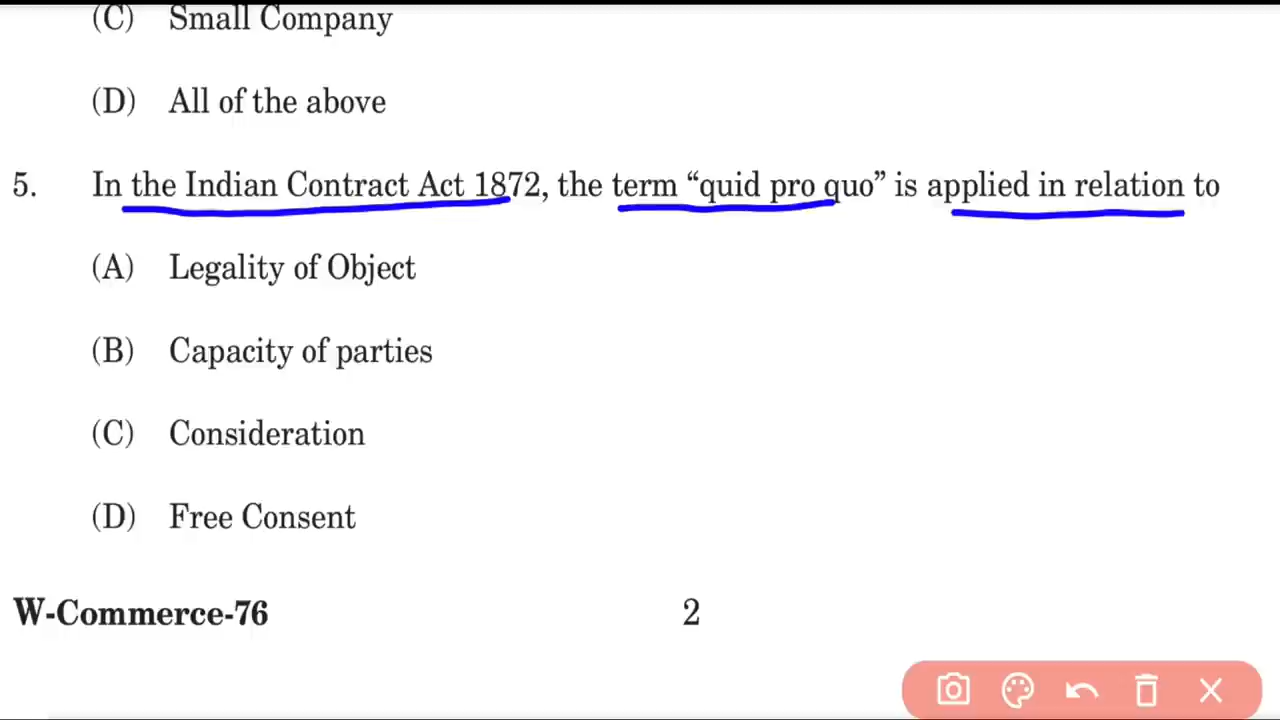 (C) Small Company
(D) All of the above
5. In the Indian Contract Act 1872, the term “quid pro quo” is applied in relation to
(A) Legality of Object
(B) Capacity of parties
(C) Consideration
(D) Free Consent
W-Commerce-76 2